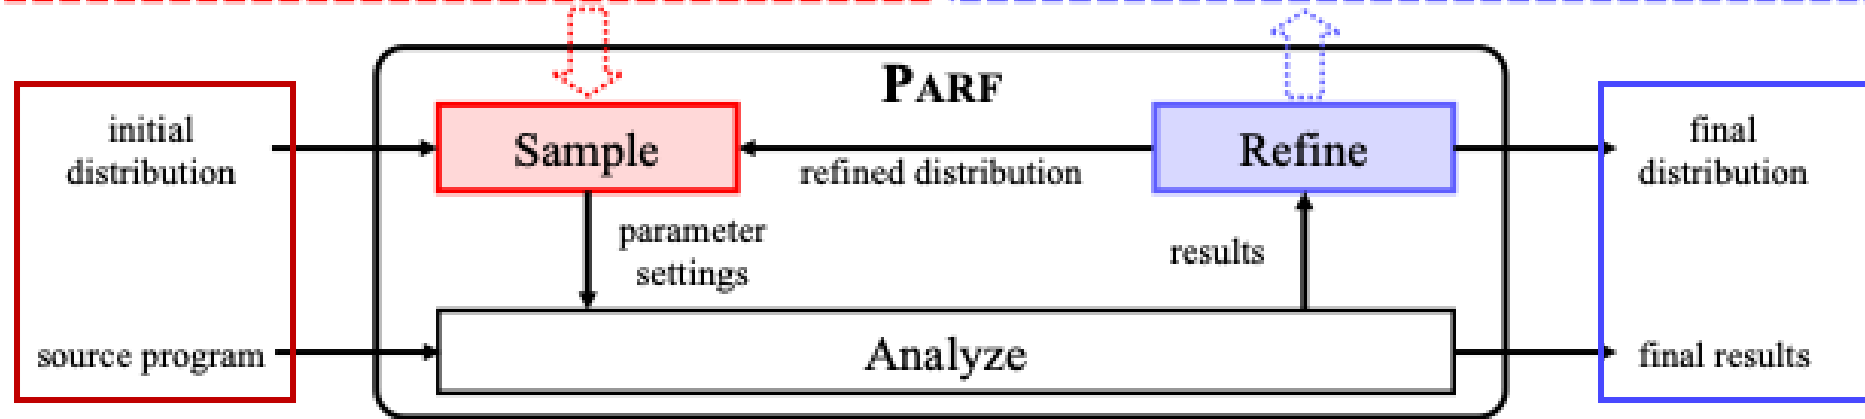 PARF
initial
distribution
Sample
refined distribution
Refine
final
distribution
parameter
settings
results
source program
Analyze
final results